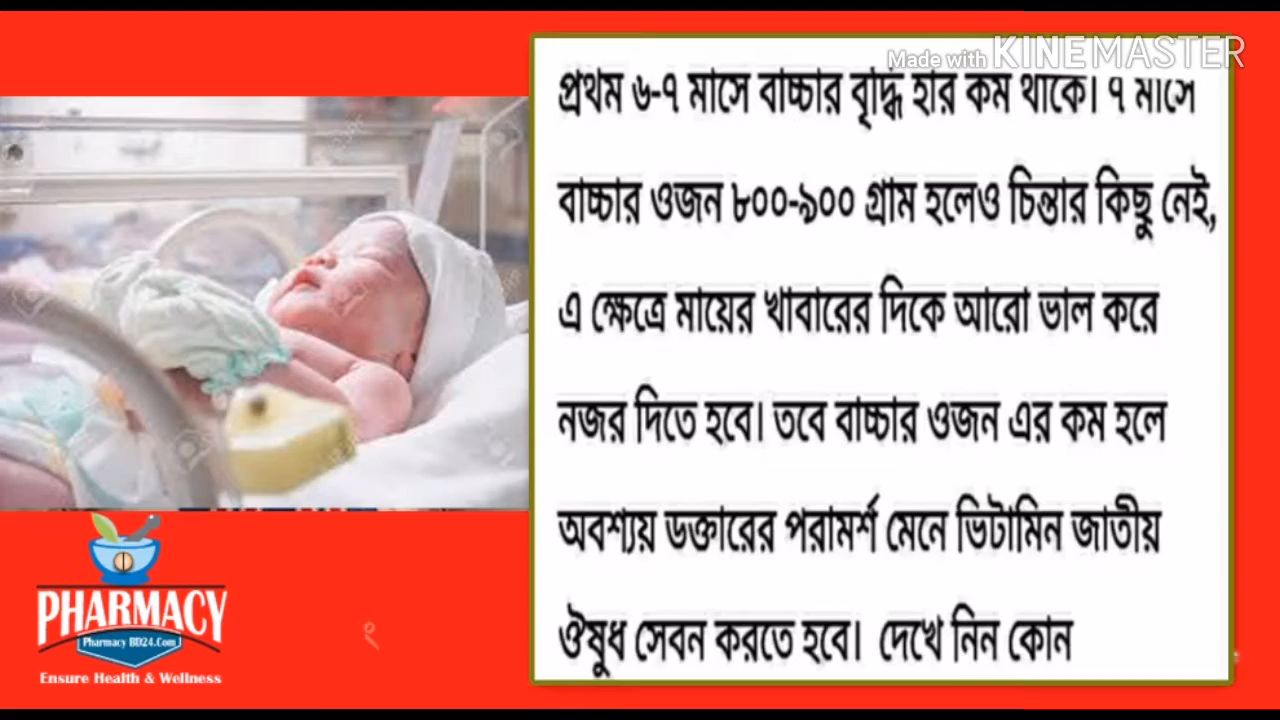 Made with KINEMASTER
প্রথম ৬-৭ মাসে বাচ্চার বৃদ্ধি হার কম থাকে। ৭ মাসে
বাচ্চার ওজন ৮০০-৯০০ গ্রাম হলেও চিন্তার কিছু নেই,
এ ক্ষেত্রে মায়ের খাবারের দিকে আরো ভাল করে
নজর দিতে হবে। তবে বাচ্চার ওজন এর কম হলে
অবশ্যয় ডক্তারের পরামর্শ মেনে ভিটামিন জাতীয়
ঔষুধ সেবন করতে হবে। দেখে নিন কোন
PHARMACY
Pharmacy BD24.Com
Ensure Health & Wellness